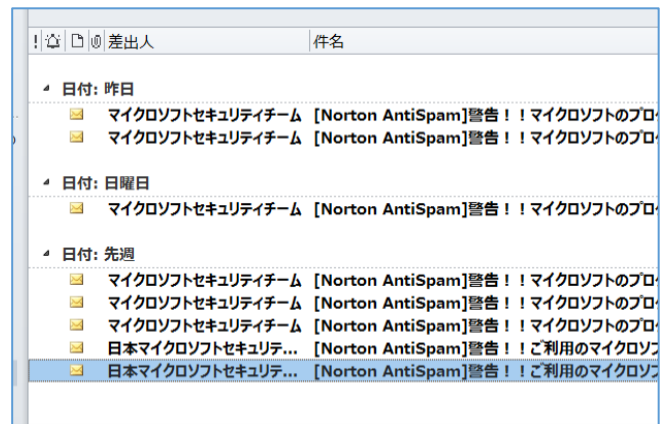 ! 差出人 件名
日付: 昨日
マイクロソフトセキュリティチーム [Norton AntiSpam]警告！！マイクロソフトのプロ
マイクロソフトセキュリティチーム [Norton AntiSpam]警告！！マイクロソフトのプロ
日付: 日曜日
マイクロソフトセキュリティチーム [Norton AntiSpam]警告！！マイクロソフトのプロ
日付: 先週
マイクロソフトセキュリティチーム [Norton AntiSpam]警告！！マイクロソフトのプロ
マイクロソフトセキュリティチーム [Norton AntiSpam]警告！！マイクロソフトのプロ
マイクロソフトセキュリティチーム [Norton AntiSpam]警告！！マイクロソフトのプロ
日本マイクロソフトセキュリテ... [Norton AntiSpam]警告！！ご利用のマイクロソフ
日本マイクロソフトセキュリテ... [Norton AntiSpam]警告！！ご利用のマイクロソフ